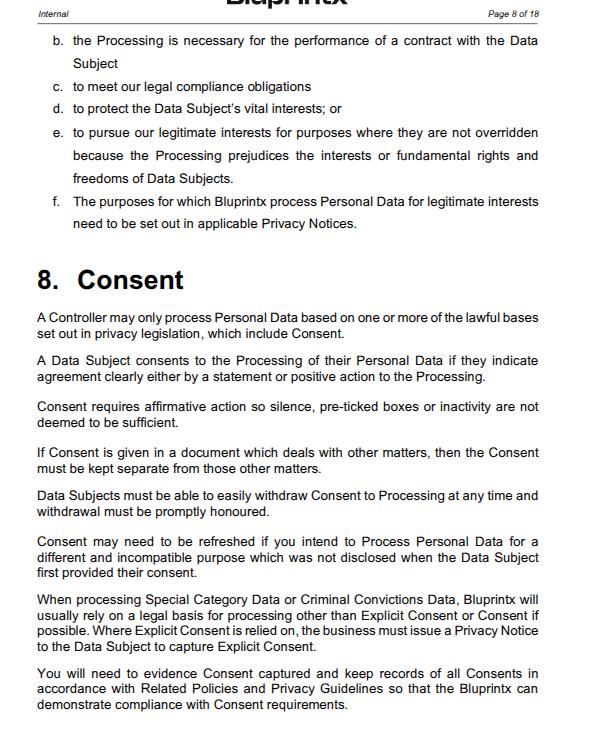 Bluprintx
Internal
Page 8 of 18
b. the Processing is necessary for the performance of a contract with the Data
Subject
c. to meet our legal compliance obligations
d. to protect the Data Subject's vital interests; or
e. to pursue our legitimate interests for purposes where they are not overridden
because the Processing prejudices the interests or fundamental rights and
freedoms of Data Subjects.
f. The purposes for which Bluprintx process Personal Data for legitimate interests
need to be set out in applicable Privacy Notices.
8. Consent
A Controller may only process Personal Data based on one or more of the lawful bases
set out in privacy legislation, which include Consent.
A Data Subject consents to the Processing of their Personal Data if they indicate
agreement clearly either by a statement or positive action to the Processing.
Consent requires affirmative action so silence, pre-ticked boxes or inactivity are not
deemed to be sufficient.
If Consent is given in a document which deals with other matters, then the Consent
must be kept separate from those other matters.
Data Subjects must be able to easily withdraw Consent to Processing at any time and
withdrawal must be promptly honoured.
Consent may need to be refreshed if you intend to Process Personal Data for a
different and incompatible purpose which was not disclosed when the Data Subject
first provided their consent.
When processing Special Category Data or Criminal Convictions Data, Bluprintx will
usually rely on a legal basis for processing other than Explicit Consent or Consent if
possible. Where Explicit Consent is relied on, the business must issue a Privacy Notice
to the Data Subject to capture Explicit Consent.
You will need to evidence Consent captured and keep records of all Consents in
accordance with Related Policies and Privacy Guidelines so that the Bluprintx can
demonstrate compliance with Consent requirements.